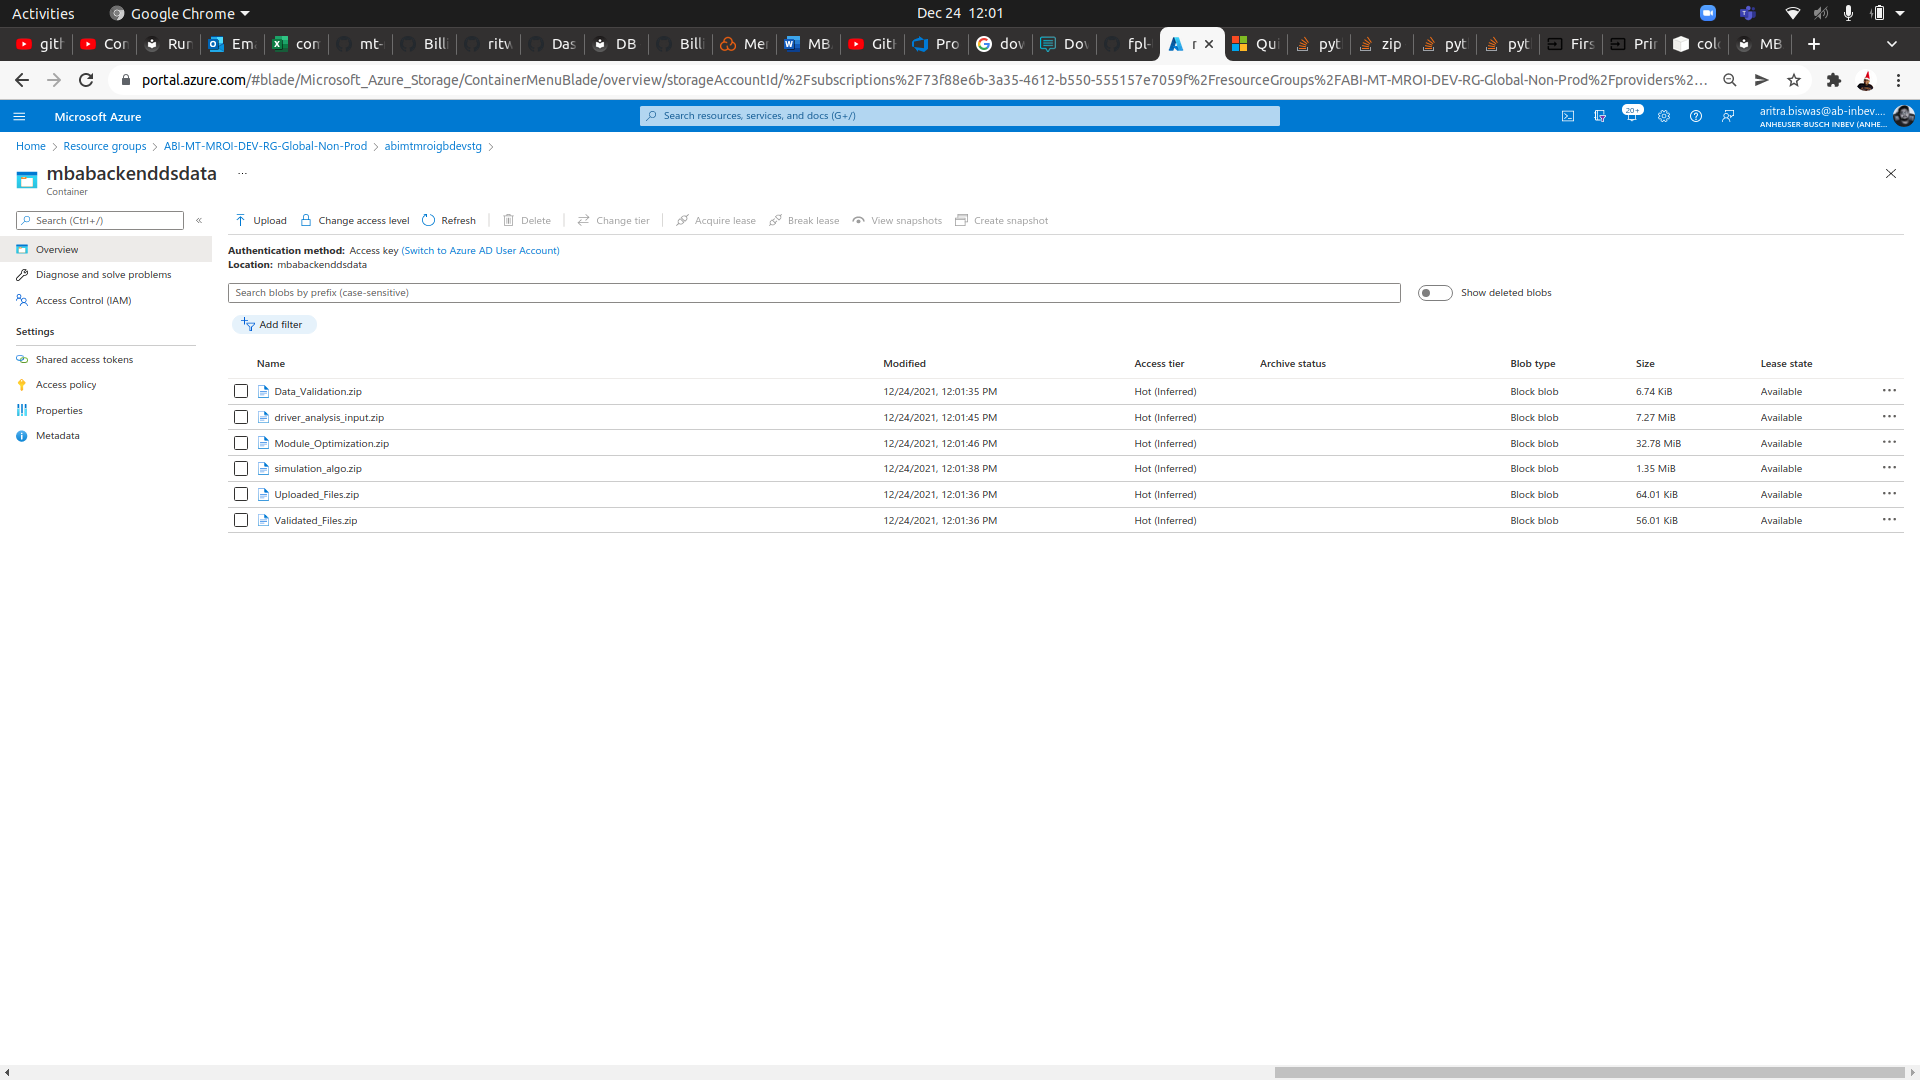 Activities Google Chrome Dec 24 12:01
gith Con Run Em con mt- Billi ritw Das DB Billi Mer MB Gith Pro dov Dov fpl- Qui pyt zip pyt pyt Firs Prin colo MB
portal.azure.com/#blade/Microsoft_Azure_Storage/ContainerMenuBlade/overview/storageAccountId/%2Fsubscriptions%2F73f88e6b-3a35-4612-b550-555157e7059f%2FresourceGroups%2FABI-MT-MROI-DEV-RG-Global-Non-Prod%2Fproviders%2...
Microsoft Azure Search resources, services, and docs (G+/) 20+ aritra.biswas@ab-inbev....
ANHEUSER-BUSCH INBEV (ANHE...
Home > Resource groups > ABI-MT-MROI-DEV-RG-Global-Non-Prod > abimtmroigbdevstg >
mbabackenddsdata ...
Container
Search (Ctrl+/) «
Overview
Diagnose and solve problems
Access Control (IAM)
Settings
Shared access tokens
Access policy
Properties
Metadata
Upload Change access level Refresh Delete Change tier Acquire lease Break lease View snapshots Create snapshot
Authentication method: Access key (Switch to Azure AD User Account)
Location: mbabackenddsdata
Search blobs by prefix (case-sensitive) Show deleted blobs
Add filter
Name Modified Access tier Archive status Blob type Size Lease state
Data_Validation.zip 12/24/2021, 12:01:35 PM Hot (Inferred) Block blob 6.74 KiB Available ...
driver_analysis_input.zip 12/24/2021, 12:01:45 PM Hot (Inferred) Block blob 7.27 MiB Available ...
Module_Optimization.zip 12/24/2021, 12:01:46 PM Hot (Inferred) Block blob 32.78 MiB Available ...
simulation_algo.zip 12/24/2021, 12:01:38 PM Hot (Inferred) Block blob 1.35 MiB Available ...
Uploaded_Files.zip 12/24/2021, 12:01:36 PM Hot (Inferred) Block blob 64.01 KiB Available ...
Validated_Files.zip 12/24/2021, 12:01:36 PM Hot (Inferred) Block blob 56.01 KiB Available ...